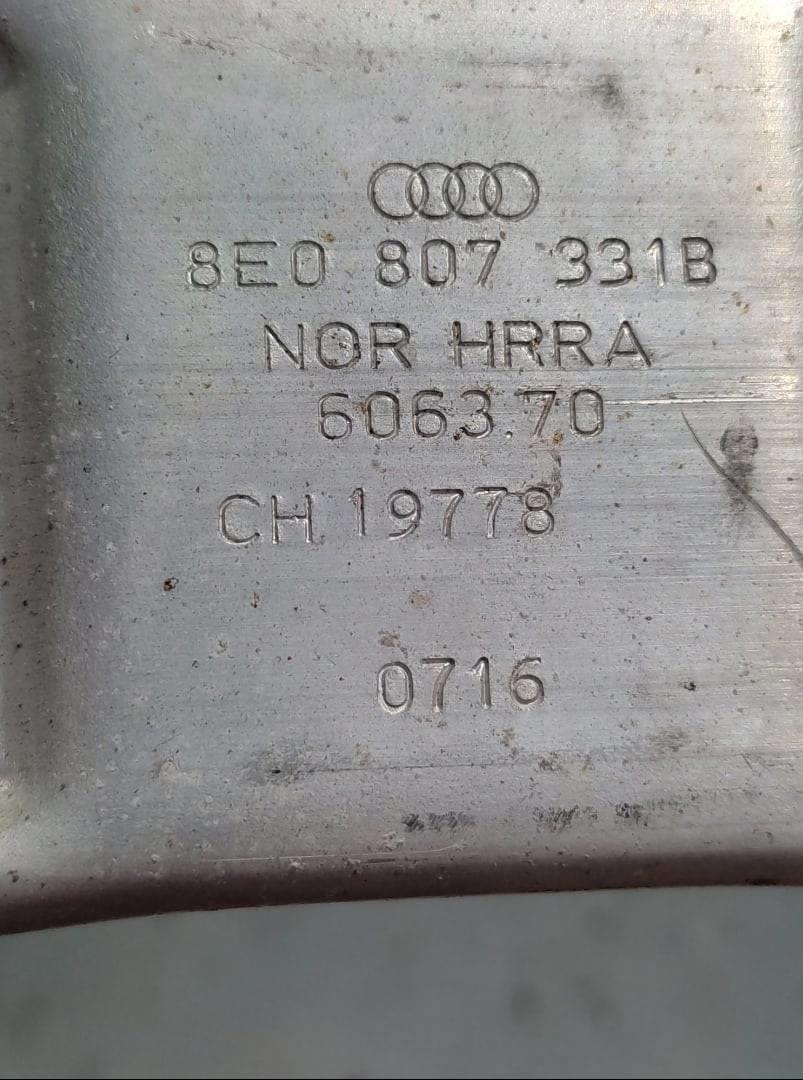 8E0 807 331B
NOR HRRA
6063.70
CH 19778
0716